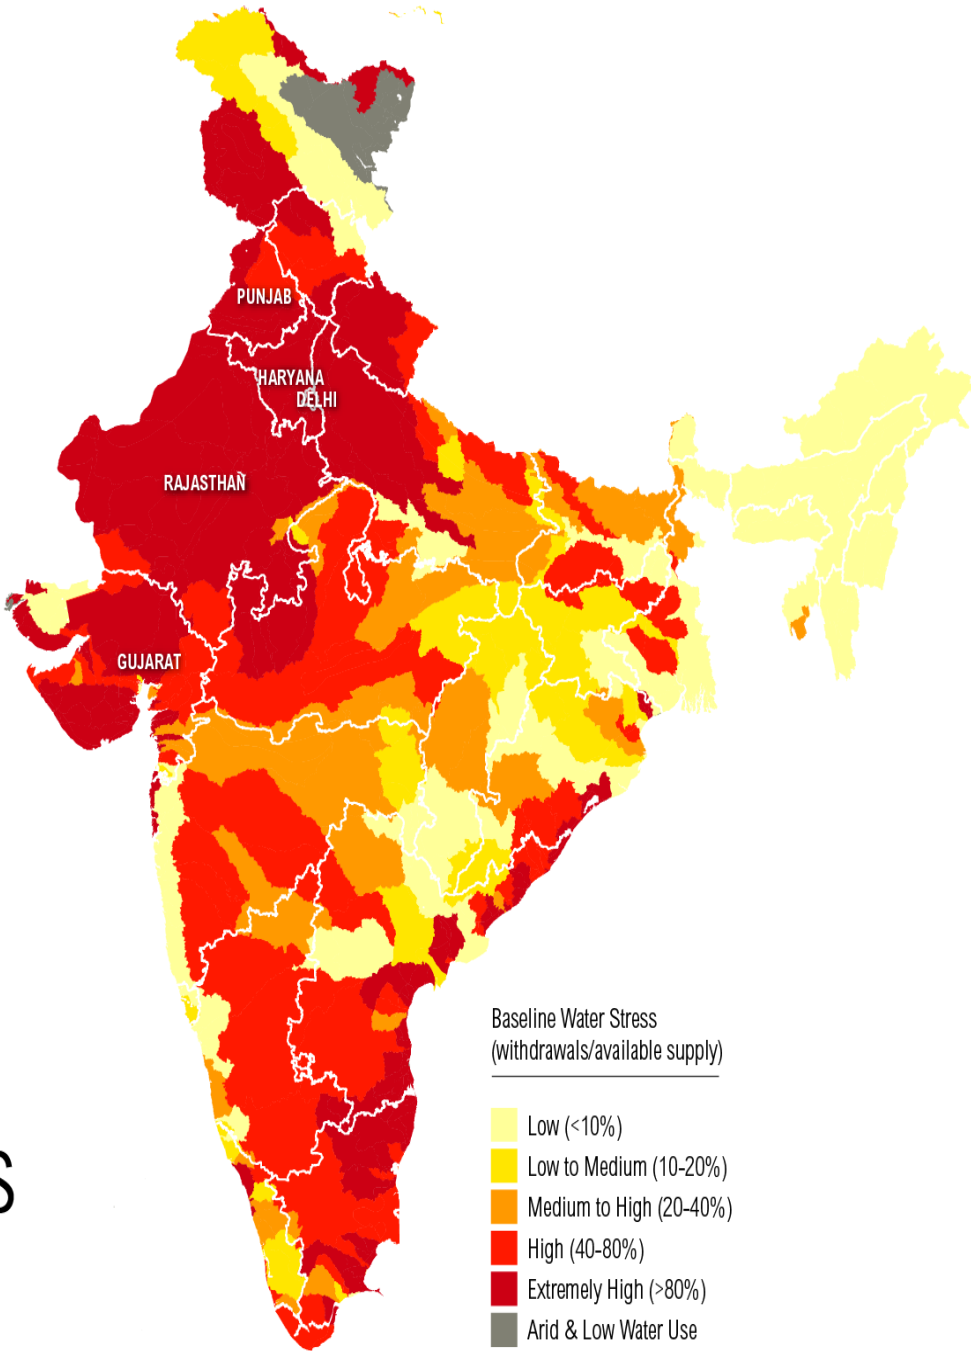 PUNJAB
HARYANA
DELHI
RAJASTHAN
GUJARAT
S
Baseline Water Stress
(withdrawals/available supply)
Low (<10%)
Low to Medium (10-20%)
Medium to High (20-40%)
High (40-80%)
Extremely High (>80%)
Arid & Low Water Use